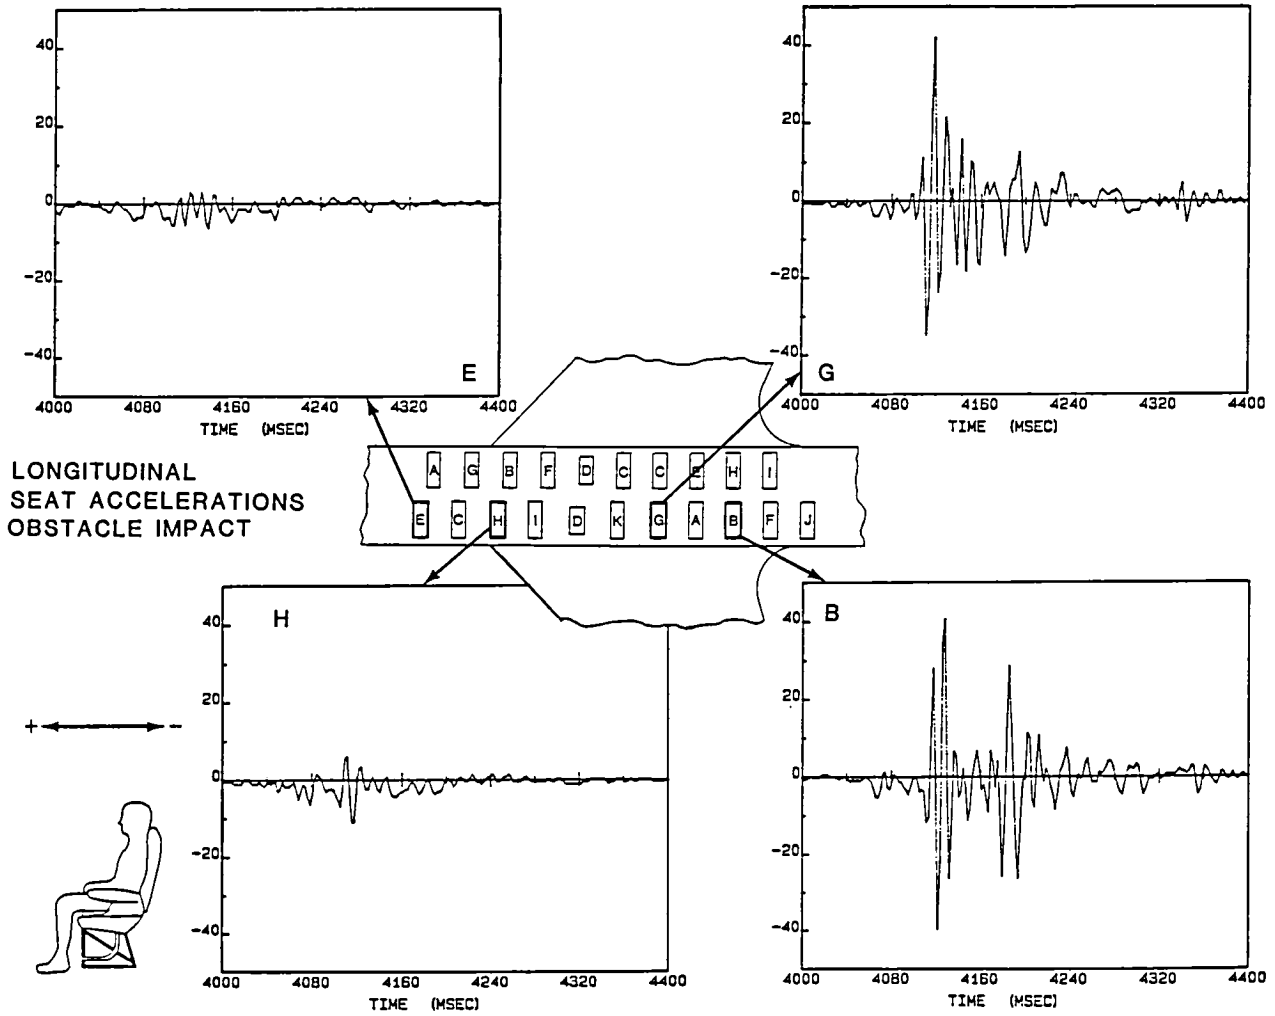 40
20
0
-20
-40
E
4000 4080 4160 4240 4320 4400
TIME (MSEC)
40
20
0
-20
-40
G
4000 4080 4160 4240 4320 4400
TIME (MSEC)
LONGITUDINAL
SEAT ACCELERATIONS
OBSTACLE IMPACT
A G B F D C C E H I
E C H I D K G A B F J
H
40
20
0
-20
-40
4000 4080 4160 4240 4320 4400
TIME (MSEC)
+ -
B
40
20
0
-20
-40
4000 4080 4160 4240 4320 4400
TIME (MSEC)